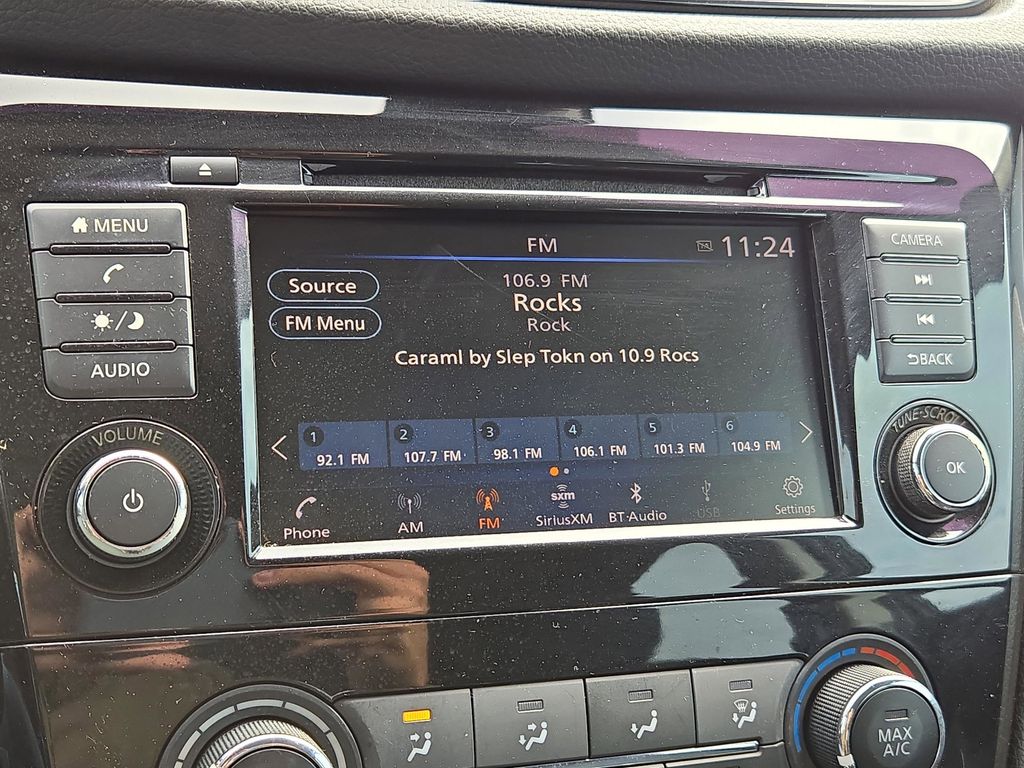 MENU
AUDIO
VOLUME
FM
11:24
Source
FM Menu
106.9 FM
Rocks
Rock
Caraml by Slep Tokn on 10.9 Rocs
1
92.1 FM
2
107.7 FM
3
98.1 FM
4
106.1 FM
5
101.3 FM
6
104.9 FM
Phone
AM
FM
sxm
SiriusXM
BT-Audio
USB
Settings
CAMERA
BACK
TUNE-SCROLL
OK
MAX
A/C